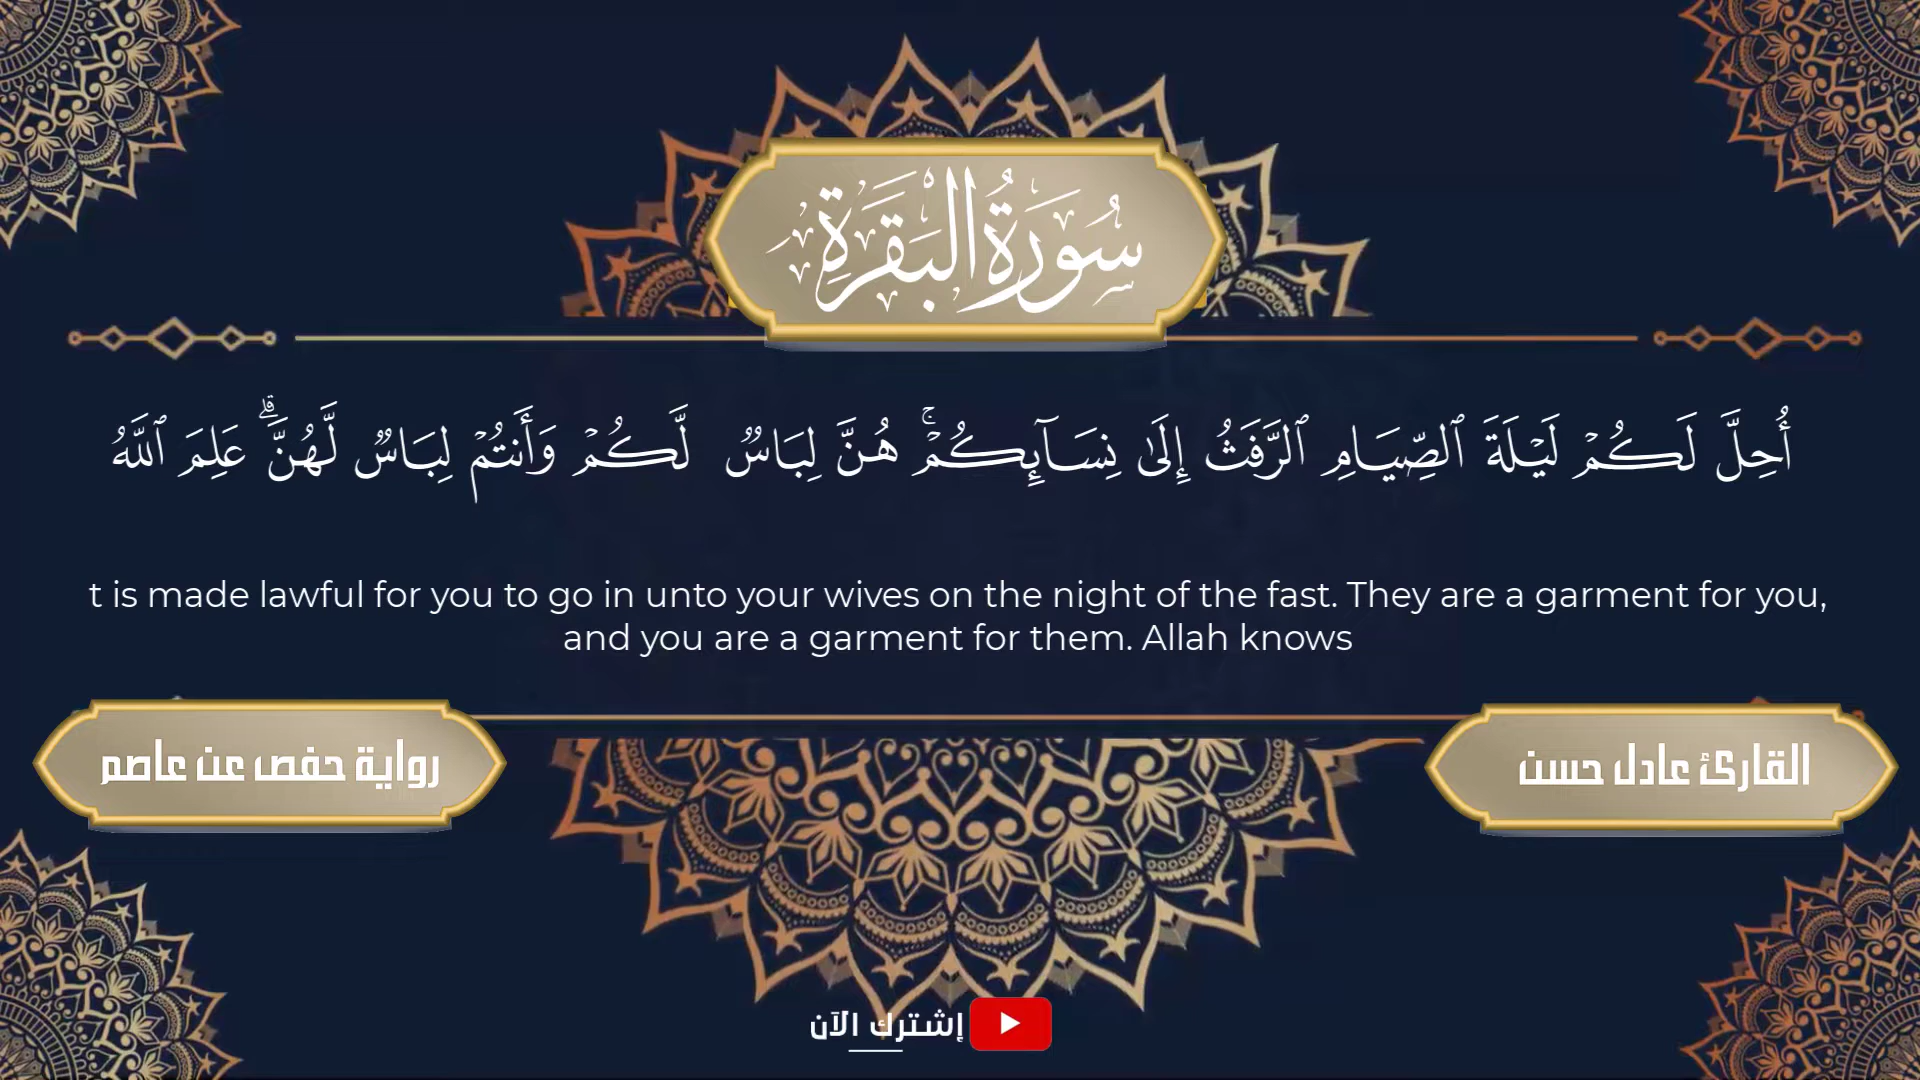 سُورَةُ البَقَرَةِ
أُحِلَّ لَكُمْ لَيْلَةَ ٱلصِّيَامِ ٱلرَّفَثُ إِلَىٰ نِسَآئِكُمْ ۚ هُنَّ لِبَاسٌ لَّكُمْ وَأَنتُمْ لِبَاسٌ لَّهُنَّ ۗ عَلِمَ ٱللَّهُ
t is made lawful for you to go in unto your wives on the night of the fast. They are a garment for you,
and you are a garment for them. Allah knows
القارئ عادل حسن
رواية حفص عن عاصم
إشترك الآن